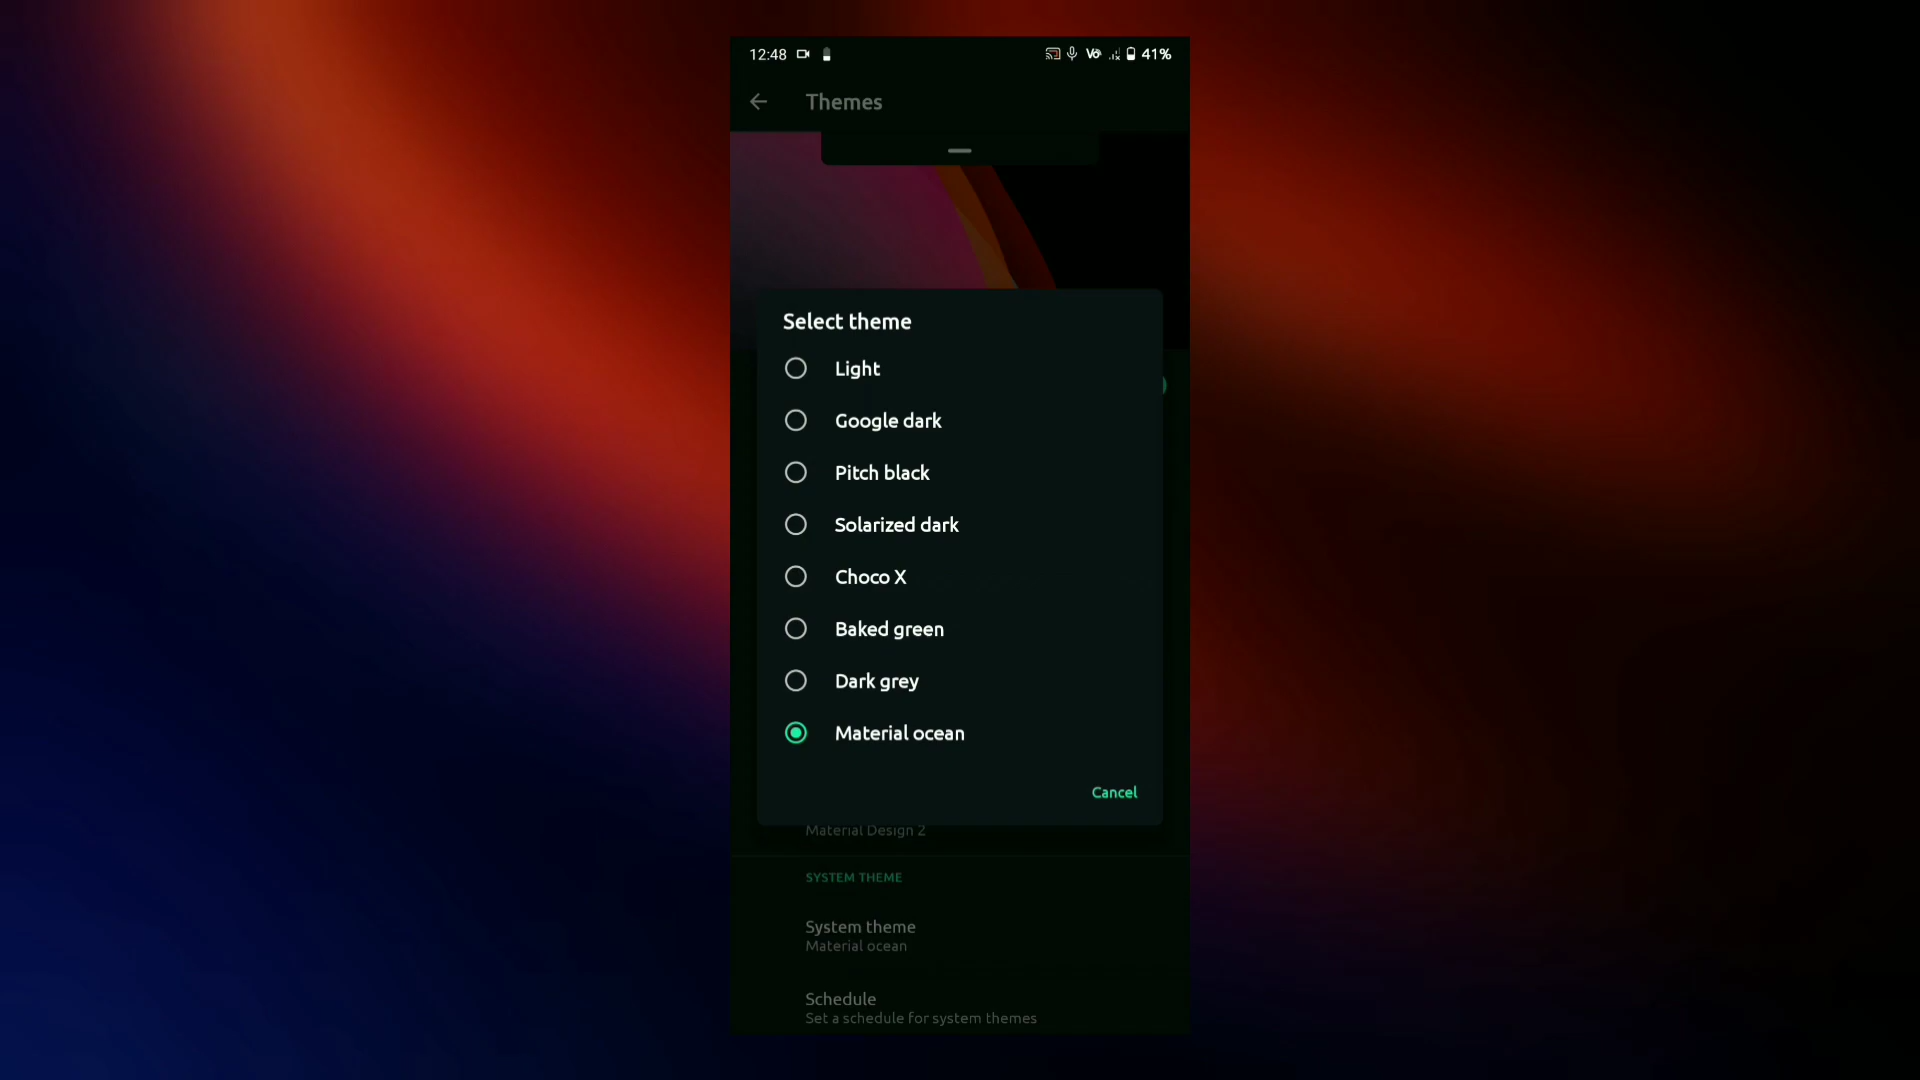 12:48 41%
Themes
Select theme
Light
Google dark
Pitch black
Solarized dark
Choco X
Baked green
Dark grey
Material ocean
Cancel
Material Design 2
SYSTEM THEME
System theme
Material ocean
Schedule
Set a schedule for system themes